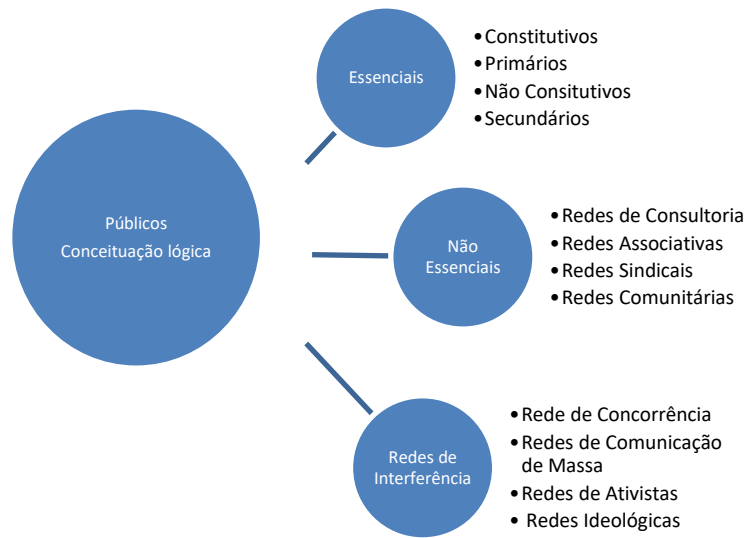 Públicos
Conceituação lógica
Essenciais
•Constitutivos
•Primários
•Não Consitutivos
•Secundários
Não
Essenciais
•Redes de Consultoria
•Redes Associativas
•Redes Sindicais
•Redes Comunitárias
Redes de
Interferência
•Rede de Concorrência
•Redes de Comunicação
de Massa
•Redes de Ativistas
• Redes Ideológicas